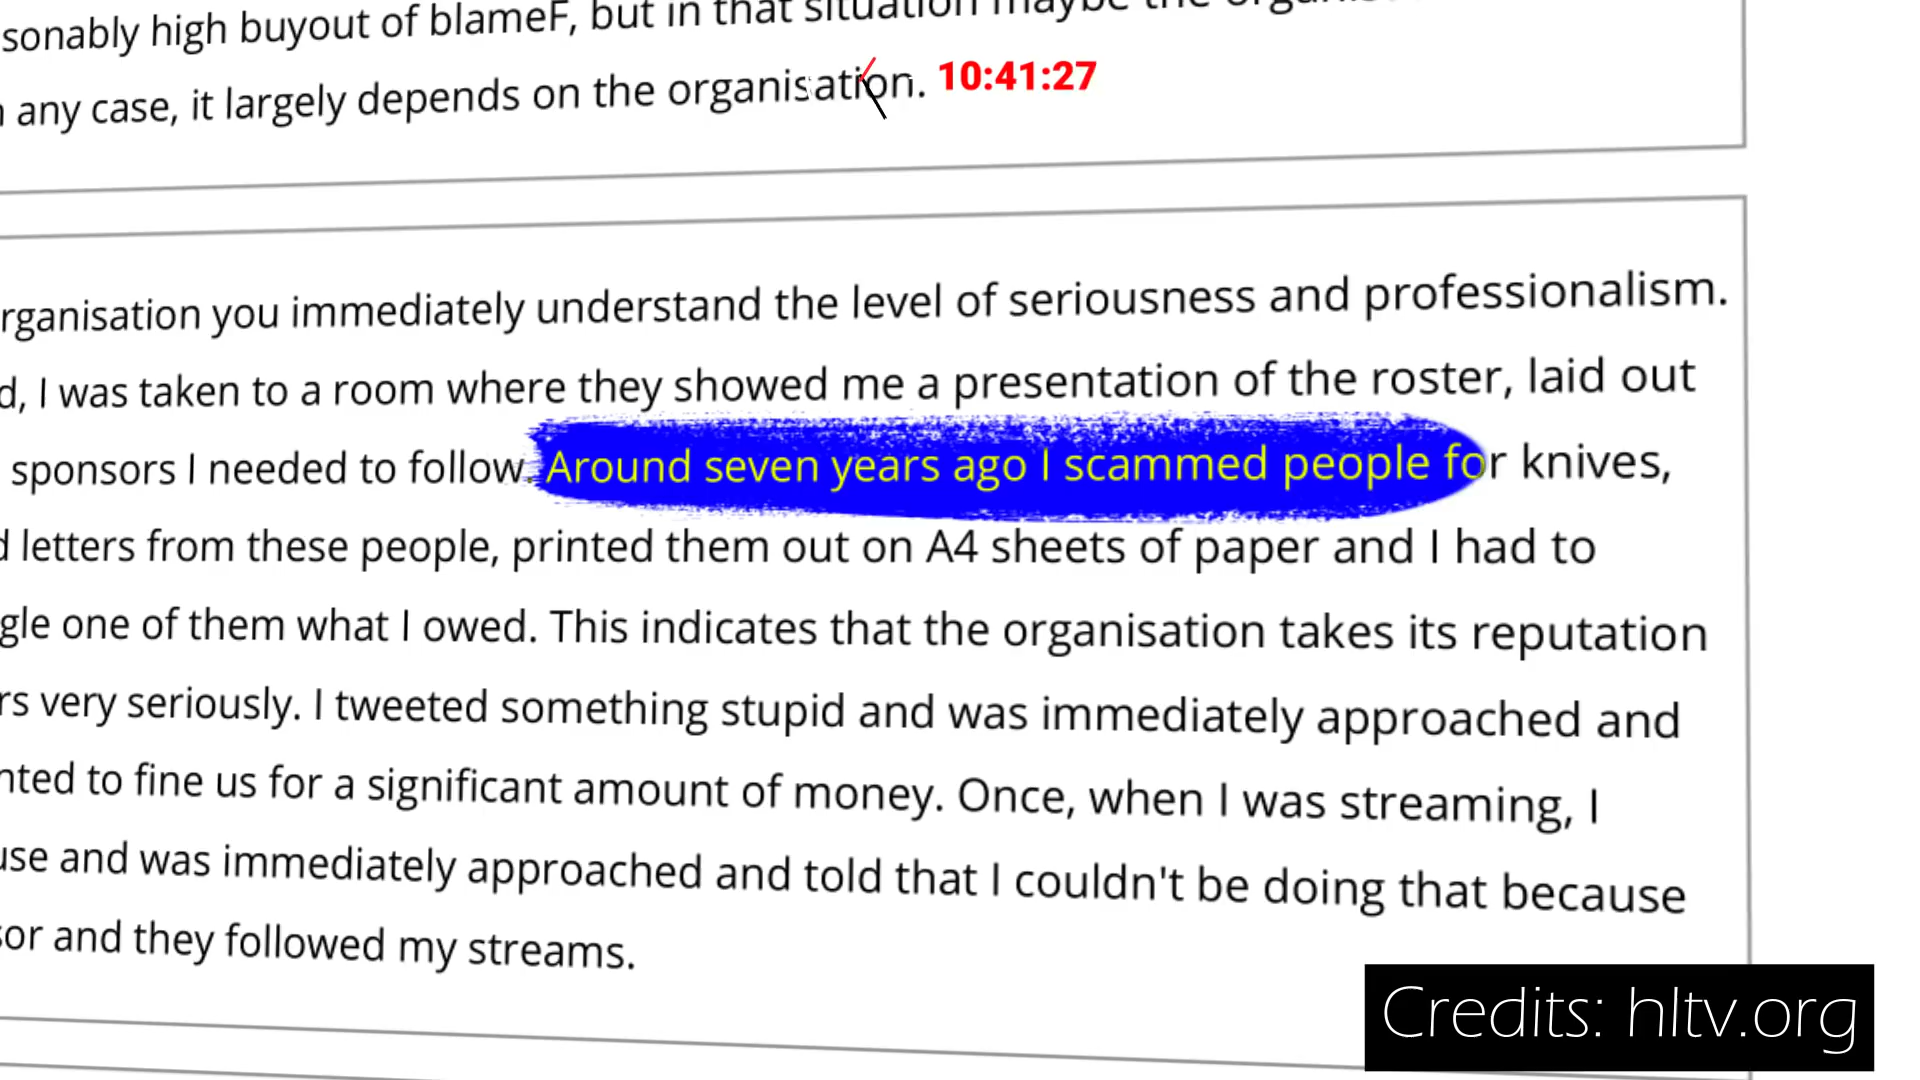 sonably high buyout of blameF, but in that situation maybe the
any case, it largely depends on the organisation. 10:41:27
rganisation you immediately understand the level of seriousness and professionalism.
d, I was taken to a room where they showed me a presentation of the roster, laid out
sponsors I needed to follow. Around seven years ago I scammed people for knives,
d letters from these people, printed them out on A4 sheets of paper and I had to
gle one of them what I owed. This indicates that the organisation takes its reputation
rs very seriously. I tweeted something stupid and was immediately approached and
nted to fine us for a significant amount of money. Once, when I was streaming, I
use and was immediately approached and told that I couldn't be doing that because
sor and they followed my streams.
Credits: hltv.org